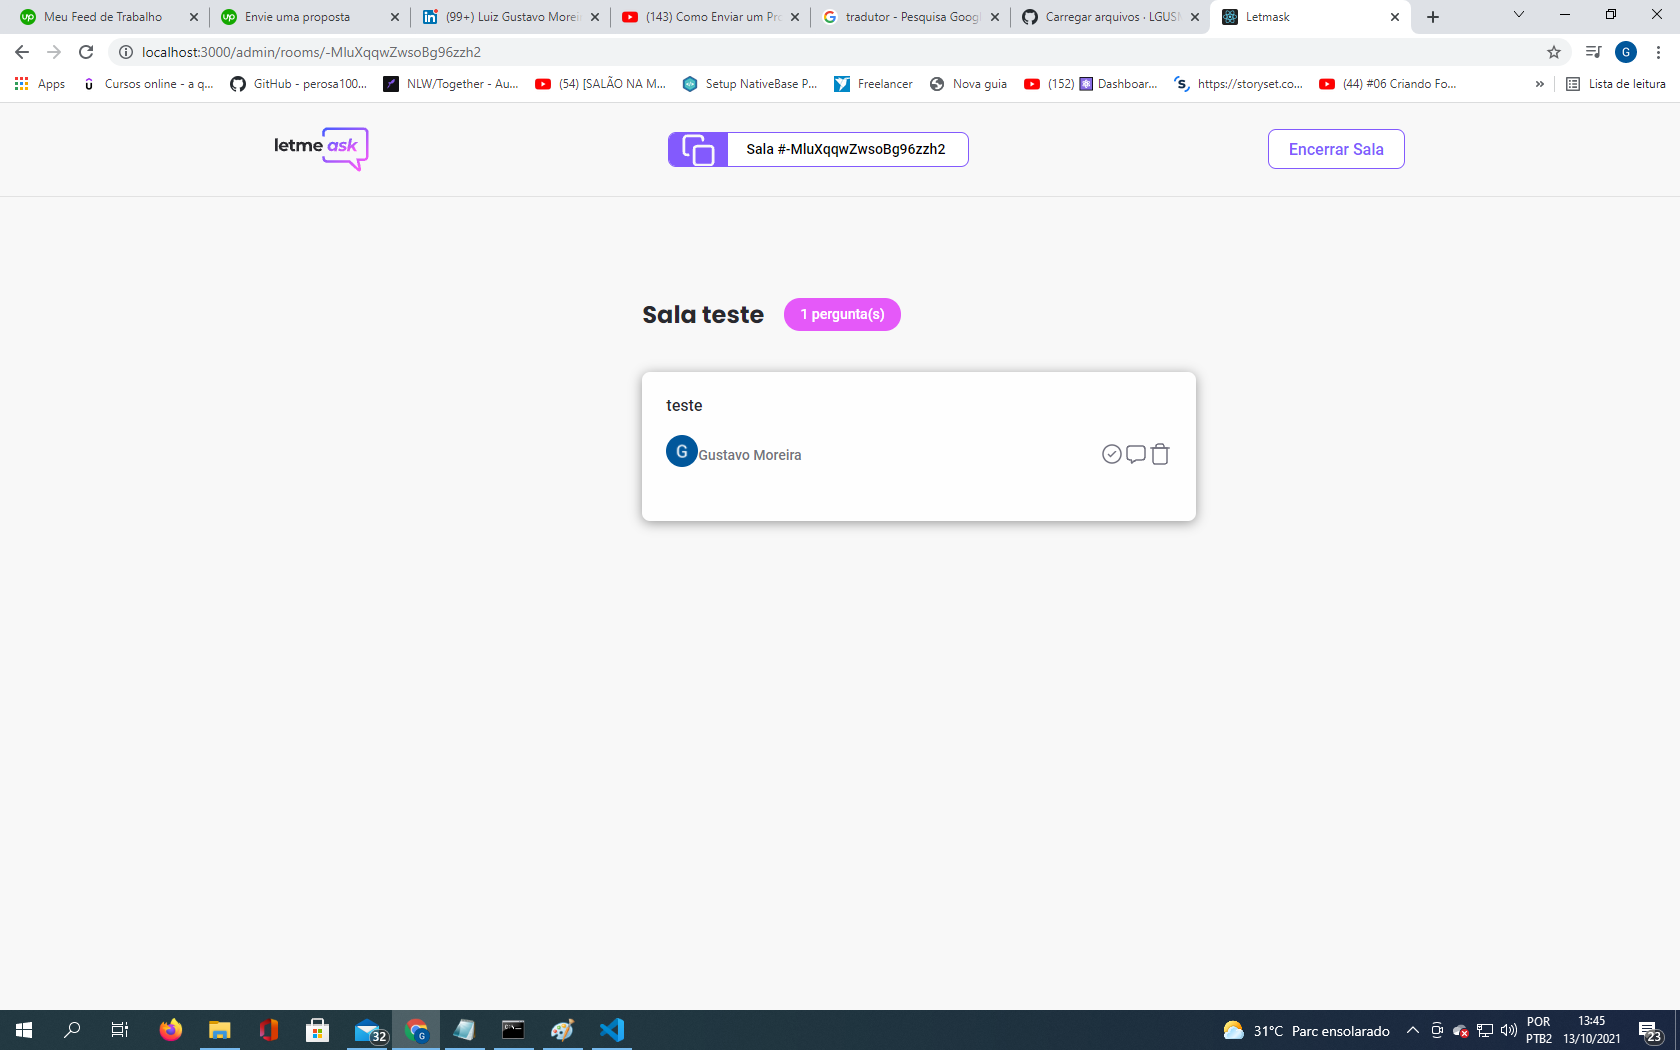 Meu Feed de Trabalho
Envie uma proposta
(99+) Luiz Gustavo Morei
(143) Como Enviar um Pr
tradutor - Pesquisa Goog
Carregar arquivos · LGUS
Letmask
localhost:3000/admin/rooms/-MluXqqwZwsoBg96zzh2
G
Apps
Cursos online - a q...
GitHub - perosa100...
NLW/Together - Au...
(54) [SALÃO NA M...
Setup NativeBase P...
Freelancer
Nova guia
(152) Dashboar...
https://storyset.co...
(44) #06 Criando Fo...
»
Lista de leitura
letme ask
Sala #-MluXqqwZwsoBg96zzh2
Encerrar Sala
Sala teste
1 pergunta(s)
teste
G
Gustavo Moreira
32
G
31°C Parc ensolarado
POR
PTB2
13:45
13/10/2021
23